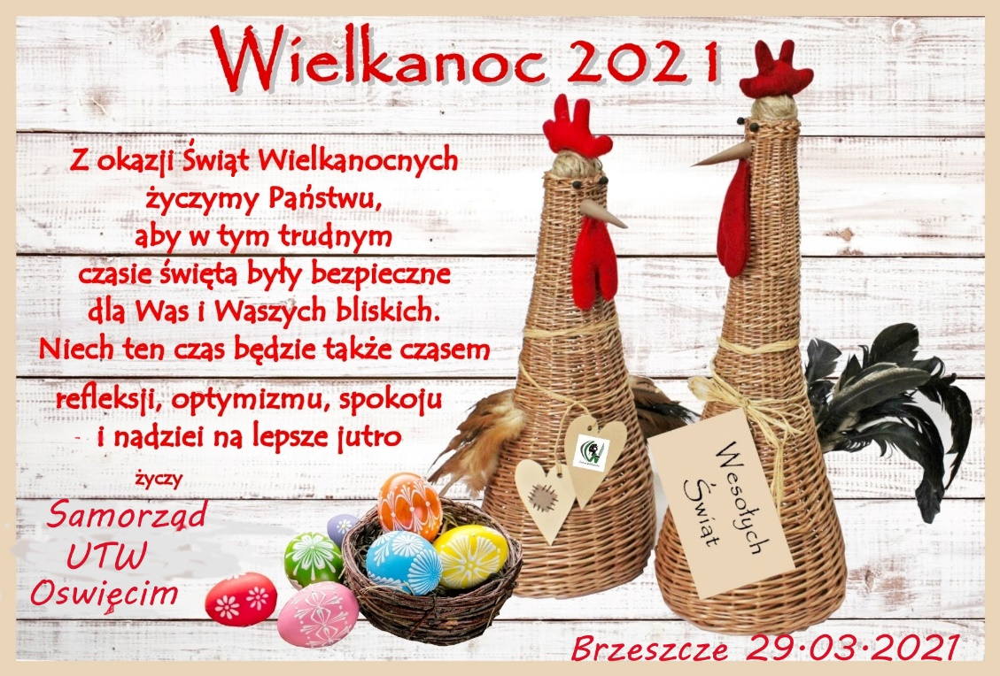 Wielkanoc 2021
Z okazji Świąt Wielkanocnych
życzymy Państwu,
aby w tym trudnym
czasie święta były bezpieczne
dla Was i Waszych bliskich.
Niech ten czas będzie także czasem
refleksji, optymizmu, spokoju
i nadziei na lepsze jutro
życzy
Samorząd
UTW
Oswięcim
Wesołych
Świąt
Brzeszcze 29.03.2021